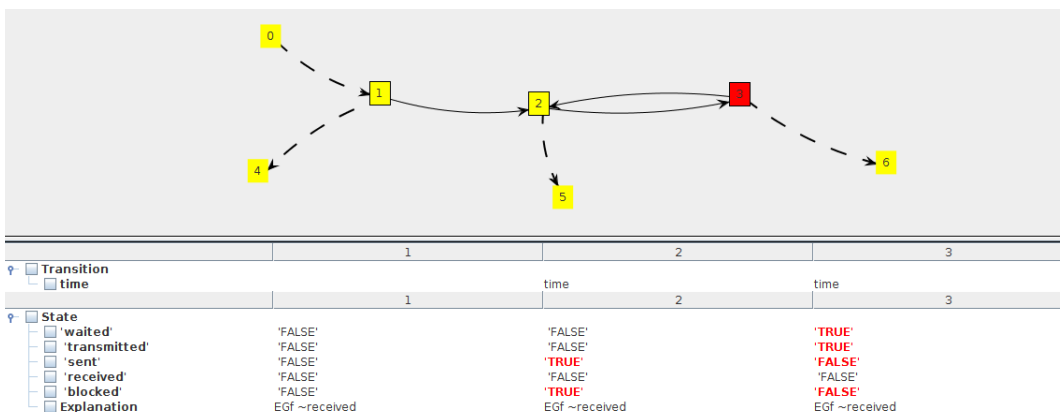 0
1
2
3
4
5
6
1 2 3
Transition
time time time
1 2 3
State
'waited' 'FALSE' 'FALSE' 'TRUE'
'transmitted' 'FALSE' 'FALSE' 'TRUE'
'sent' 'FALSE' 'TRUE' 'FALSE'
'received' 'FALSE' 'FALSE' 'FALSE'
'blocked' 'FALSE' 'TRUE' 'FALSE'
Explanation EGf ~received EGf ~received EGf ~received